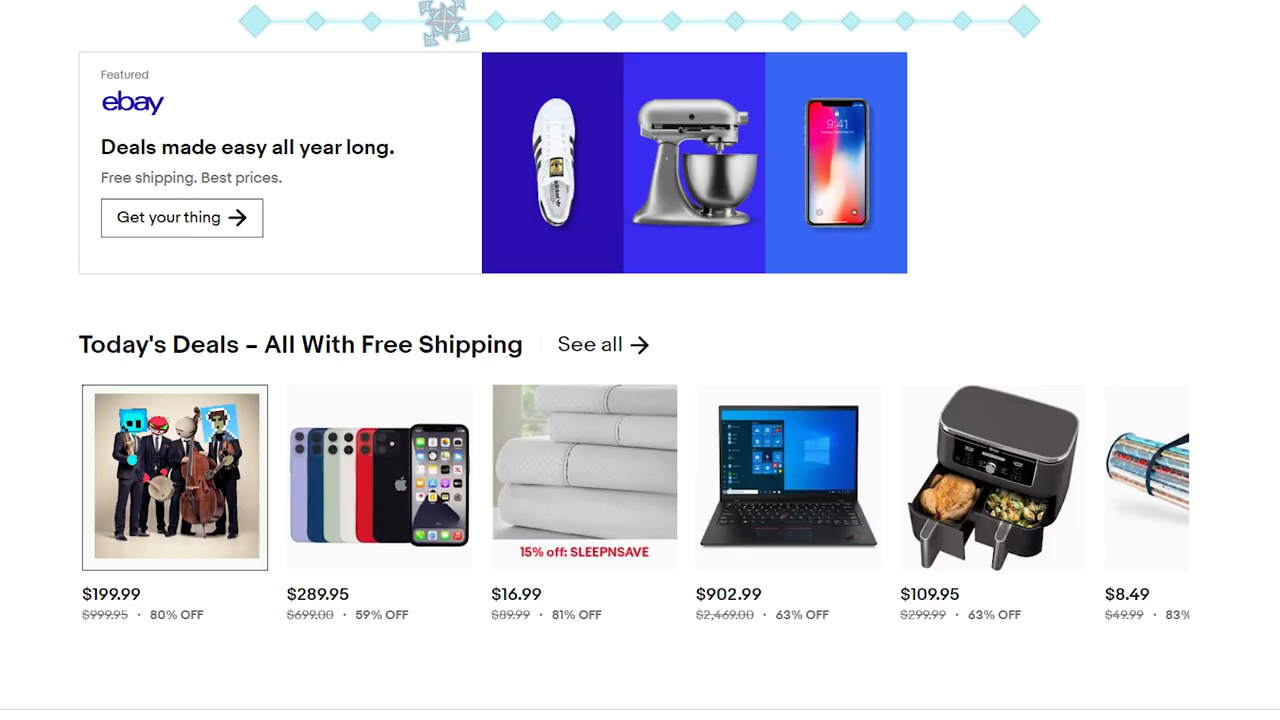 Featured
ebay
Deals made easy all year long.
Free shipping. Best prices.
Get your thing →
9:41
Today's Deals – All With Free Shipping
See all →
15% off: SLEEPNSAVE
$199.99
$999.95 · 80% OFF
$289.95
$699.00 · 59% OFF
$16.99
$89.99 · 81% OFF
$902.99
$2,469.00 · 63% OFF
$109.95
$299.99 · 63% OFF
$8.49
$49.99 · 83%